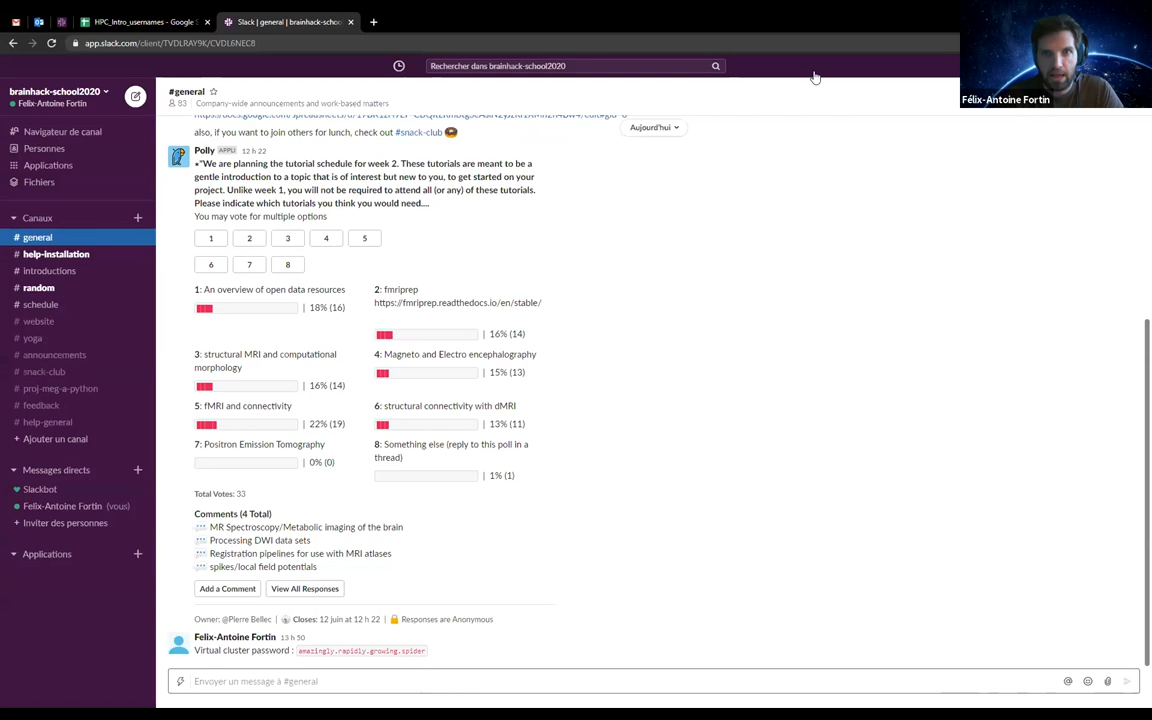 HPC_Intro_usernames - Google S
Slack | general | brainhack-schoo
app.slack.com/client/TVDLRAY9K/CVDL6NEC8
Rechercher dans brainhack-school2020
Félix-Antoine Fortin
brainhack-school2020
Felix-Antoine Fortin
Navigateur de canal
Personnes
Applications
Fichiers
Canaux
# general
# help-installation
# introductions
# random
# schedule
# website
# yoga
# announcements
# snack-club
# proj-meg-a-python
# feedback
# help-general
+ Ajouter un canal
Messages directs
Slackbot
Felix-Antoine Fortin (vous)
+ Inviter des personnes
Applications
#general
83 | Company-wide announcements and work-based matters
Aujourd'hui
also, if you want to join others for lunch, check out #snack-club
Polly APPLI 12 h 22
*"We are planning the tutorial schedule for week 2. These tutorials are meant to be a
gentle introduction to a topic that is of interest but new to you, to get started on your
project. Unlike week 1, you will not be required to attend all (or any) of these tutorials.
Please indicate which tutorials you think you would need....
You may vote for multiple options
1 2 3 4 5
6 7 8
1: An overview of open data resources
| 18% (16)
2: fmriprep
https://fmriprep.readthedocs.io/en/stable/
| 16% (14)
3: structural MRI and computational
morphology
| 16% (14)
4: Magneto and Electro encephalography
| 15% (13)
5: fMRI and connectivity
| 22% (19)
6: structural connectivity with dMRI
| 13% (11)
7: Positron Emission Tomography
| 0% (0)
8: Something else (reply to this poll in a
thread)
| 1% (1)
Total Votes: 33
Comments (4 Total)
MR Spectroscopy/Metabolic imaging of the brain
Processing DWI data sets
Registration pipelines for use with MRI atlases
spikes/local field potentials
Add a Comment
View All Responses
Owner: @Pierre Bellec | Closes: 12 juin at 12 h 22 | Responses are Anonymous
Felix-Antoine Fortin 13 h 50
Virtual cluster password : amazingly.rapidly.growing.spider
Envoyer un message à #general